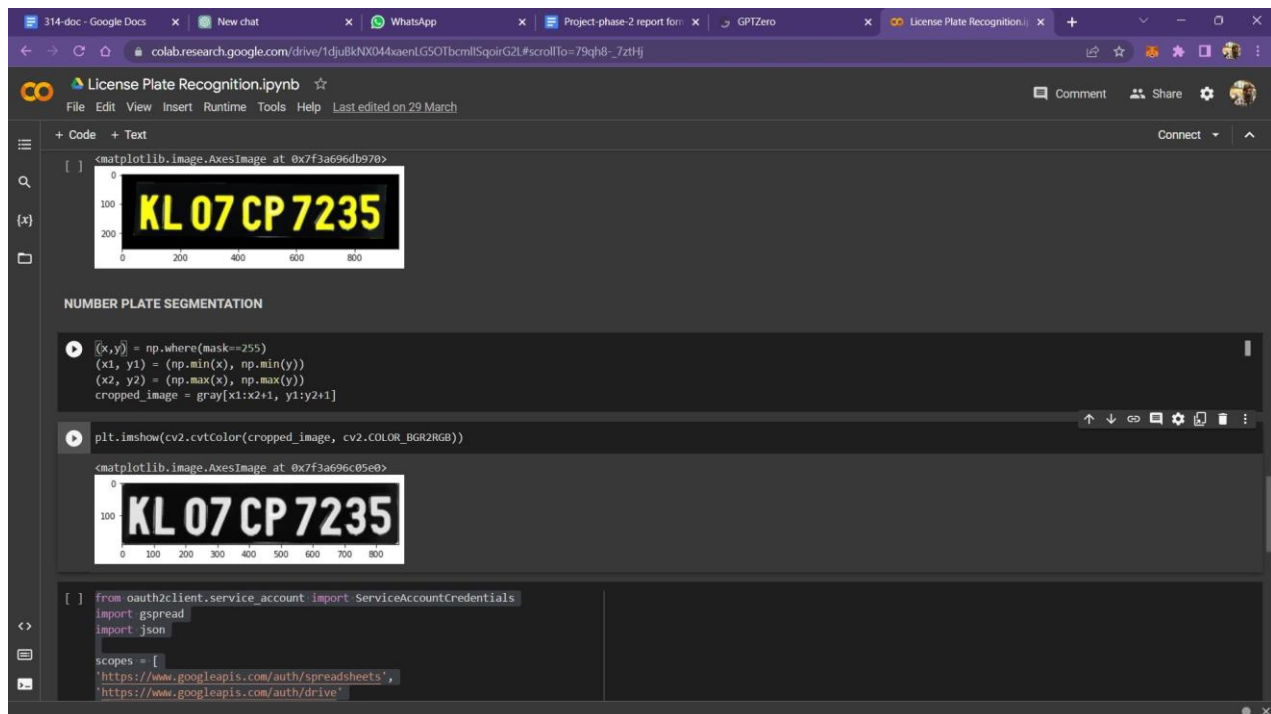 314-doc - Google Docs
New chat
WhatsApp
Project-phase-2 report form
GPTZero
License Plate Recognition.i
colab.research.google.com/drive/1djuBkNX044xaenLG5OTbcmlISqoirG2L#scrollTo=79qh8-_7ztHj
CO License Plate Recognition.ipynb
Comment Share
File Edit View Insert Runtime Tools Help Last edited on 29 March
+ Code + Text
Connect
[ ] <matplotlib.image.AxesImage at 0x7f3a696db970>
0
100
200
KL 07 CP 7235
0 200 400 600 800
{x}
NUMBER PLATE SEGMENTATION
(x,y) = np.where(mask==255)
(x1, y1) = (np.min(x), np.min(y))
(x2, y2) = (np.max(x), np.max(y))
cropped_image = gray[x1:x2+1, y1:y2+1]
plt.imshow(cv2.cvtColor(cropped_image, cv2.COLOR_BGR2RGB))
<matplotlib.image.AxesImage at 0x7f3a696c05e0>
0
100
KL 07 CP 7235
0 100 200 300 400 500 600 700 800
[ ] from oauth2client.service_account import ServiceAccountCredentials
import gspread
import json
scopes = [
'https://www.googleapis.com/auth/spreadsheets',
'https://www.googleapis.com/auth/drive'